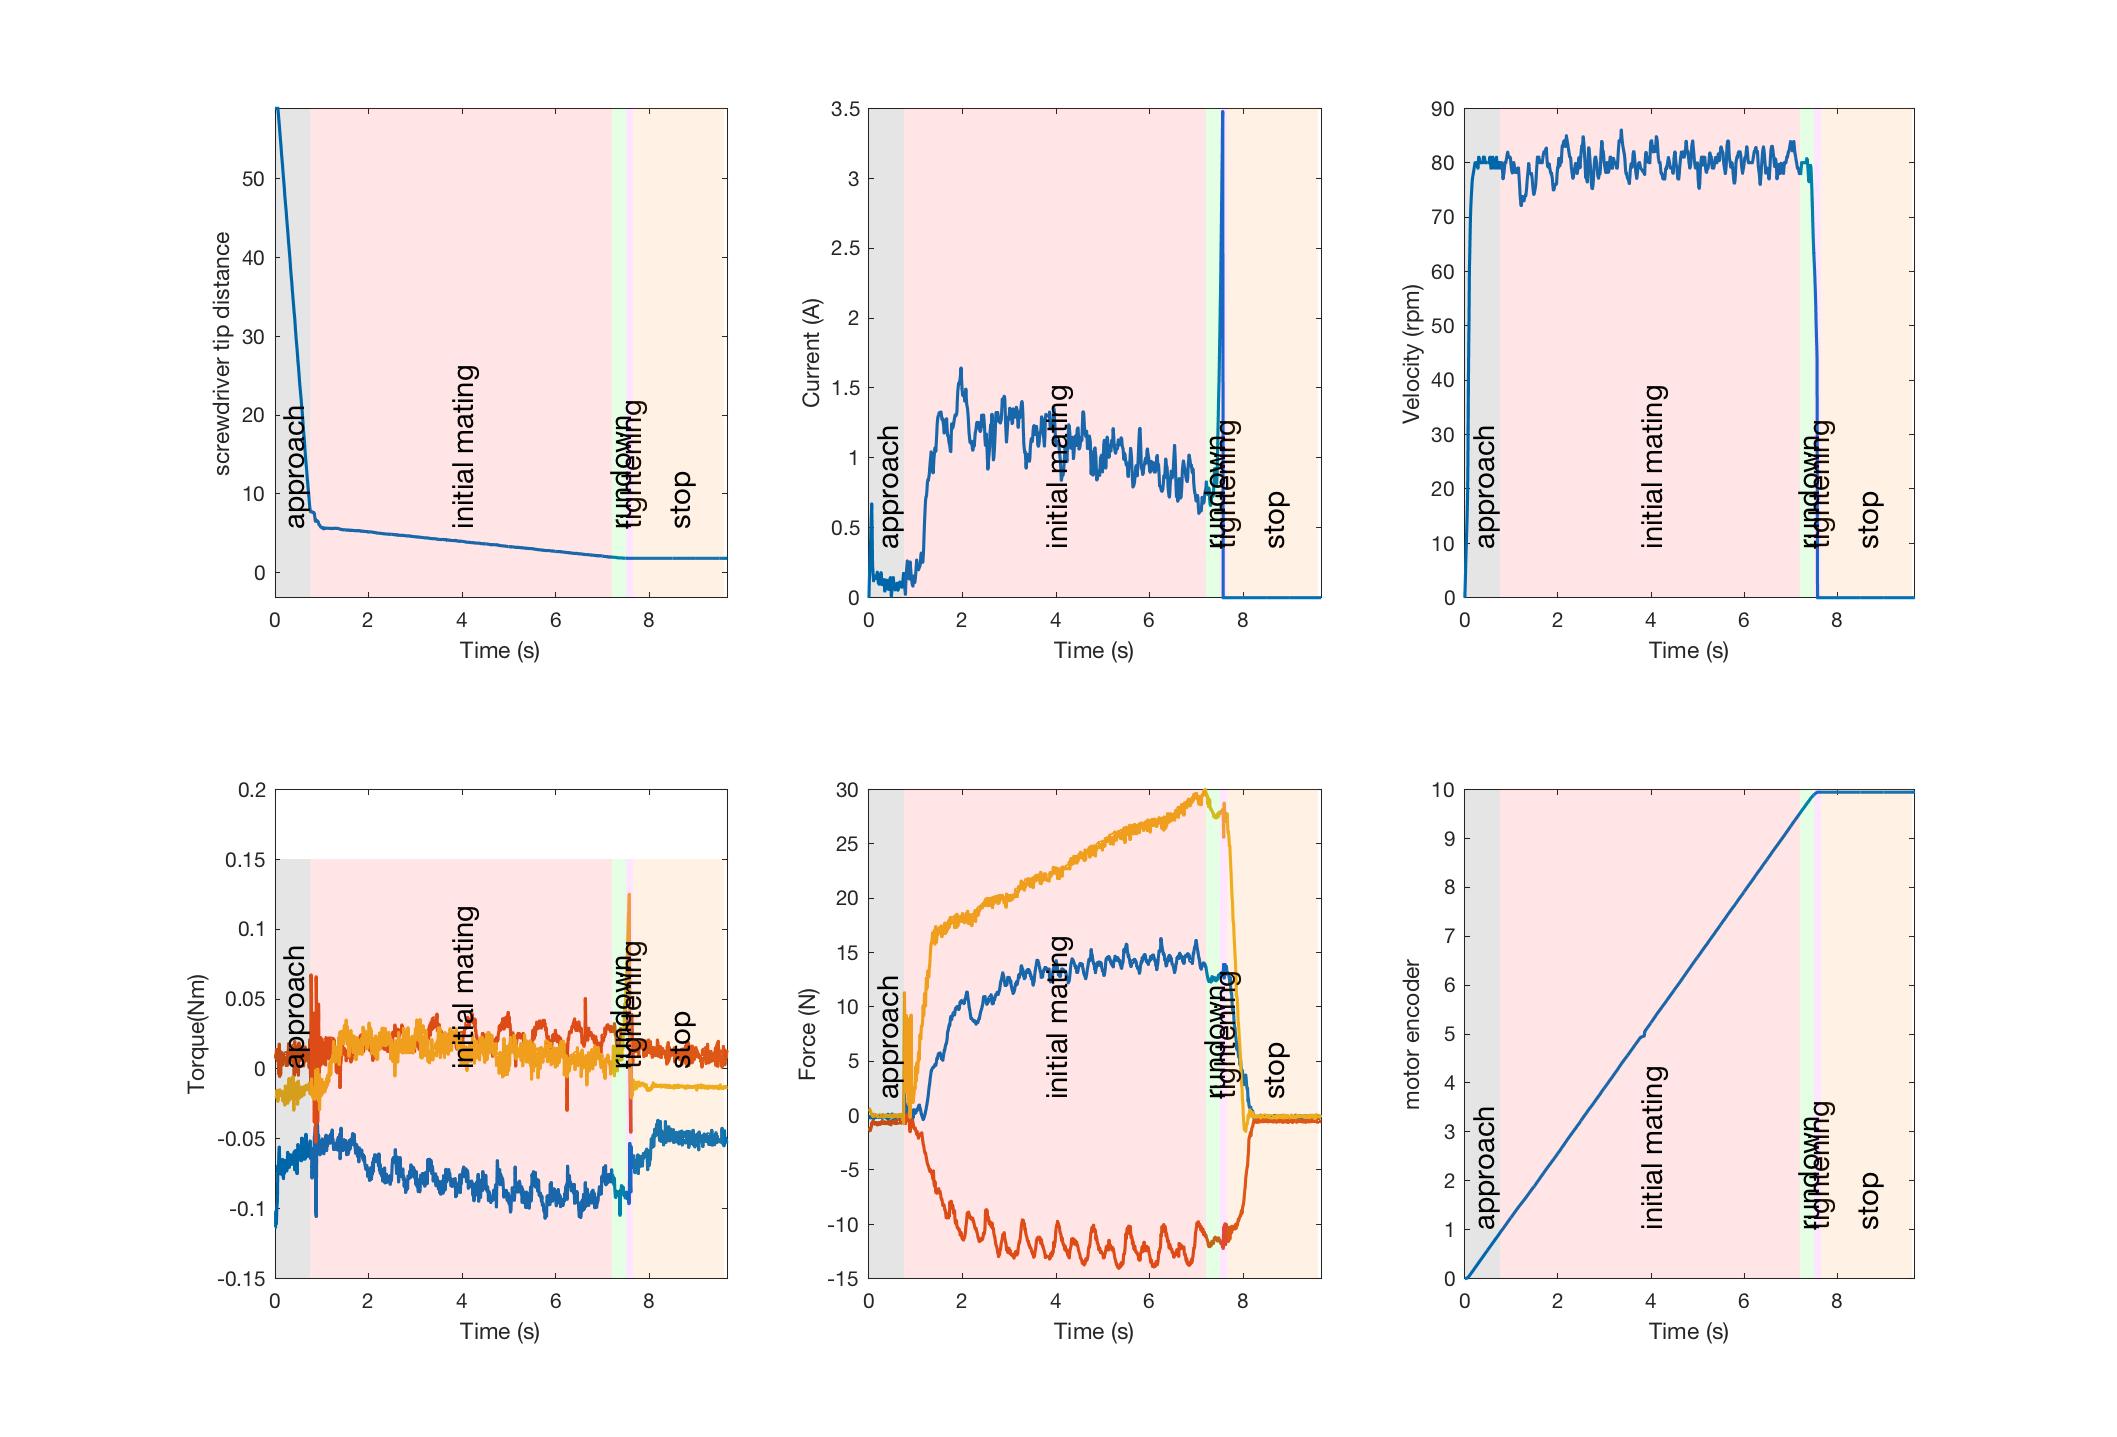 screwdriver tip distance
50
40
30
20
10
0
approach
initial mating
rundown
tightening
stop
0 2 4 6 8
Time (s)
Current (A)
3.5
3
2.5
2
1.5
1
0.5
0
approach
initial mating
rundown
tightening
stop
0 2 4 6 8
Time (s)
Velocity (rpm)
90
80
70
60
50
40
30
20
10
0
approach
initial mating
rundown
tightening
stop
0 2 4 6 8
Time (s)
Torque(Nm)
0.2
0.15
0.1
0.05
0
-0.05
-0.1
-0.15
approach
initial mating
rundown
tightening
stop
0 2 4 6 8
Time (s)
Force (N)
30
25
20
15
10
5
0
-5
-10
-15
approach
initial mating
rundown
tightening
stop
0 2 4 6 8
Time (s)
motor encoder
10
9
8
7
6
5
4
3
2
1
0
approach
initial mating
rundown
tightening
stop
0 2 4 6 8
Time (s)